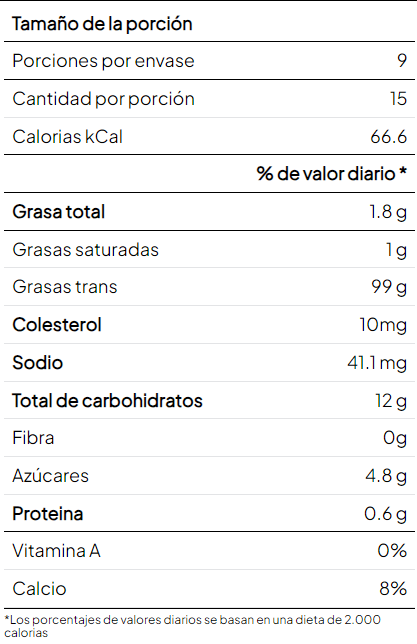 Tamaño de la porción
Porciones por envase 9
Cantidad por porción 15
Calorias kCal 66.6
% de valor diario *
Grasa total 1.8 g
Grasas saturadas 1 g
Grasas trans 99 g
Colesterol 10mg
Sodio 41.1 mg
Total de carbohidratos 12 g
Fibra 0g
Azúcares 4.8 g
Proteina 0.6 g
Vitamina A 0%
Calcio 8%
*Los porcentajes de valores diarios se basan en una dieta de 2.000
calorías